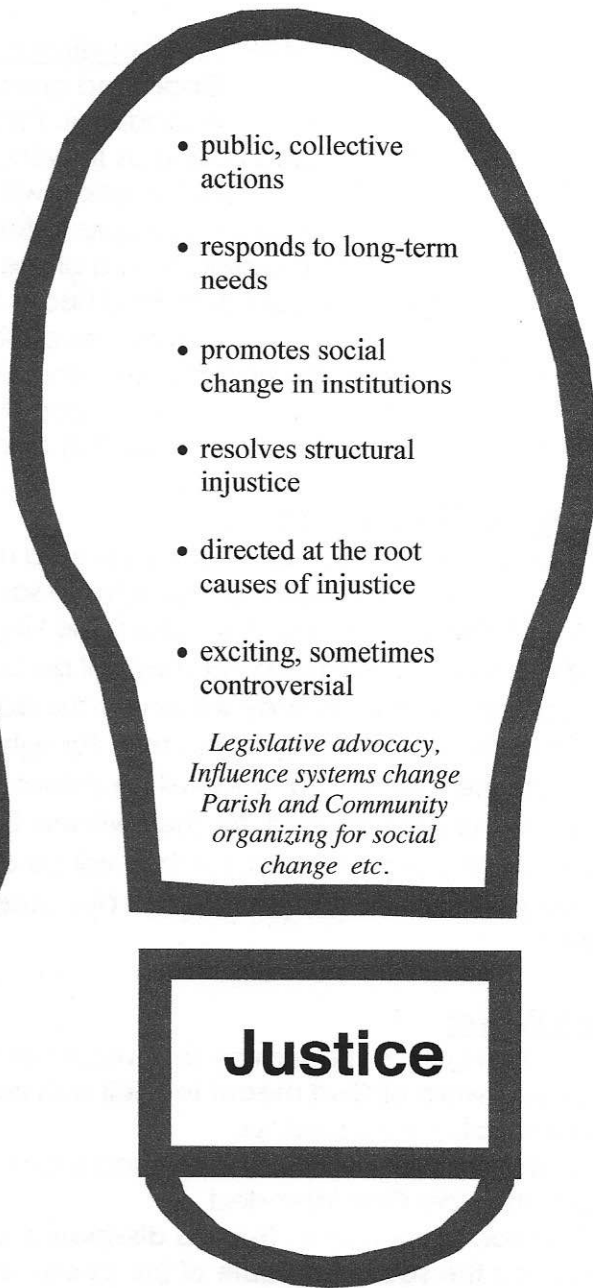 • public, collective
actions
• responds to long-term
needs
• promotes social
change in institutions
• resolves structural
injustice
• directed at the root
causes of injustice
• exciting, sometimes
controversial
Legislative advocacy,
Influence systems change
Parish and Community
organizing for social
change etc.
Justice